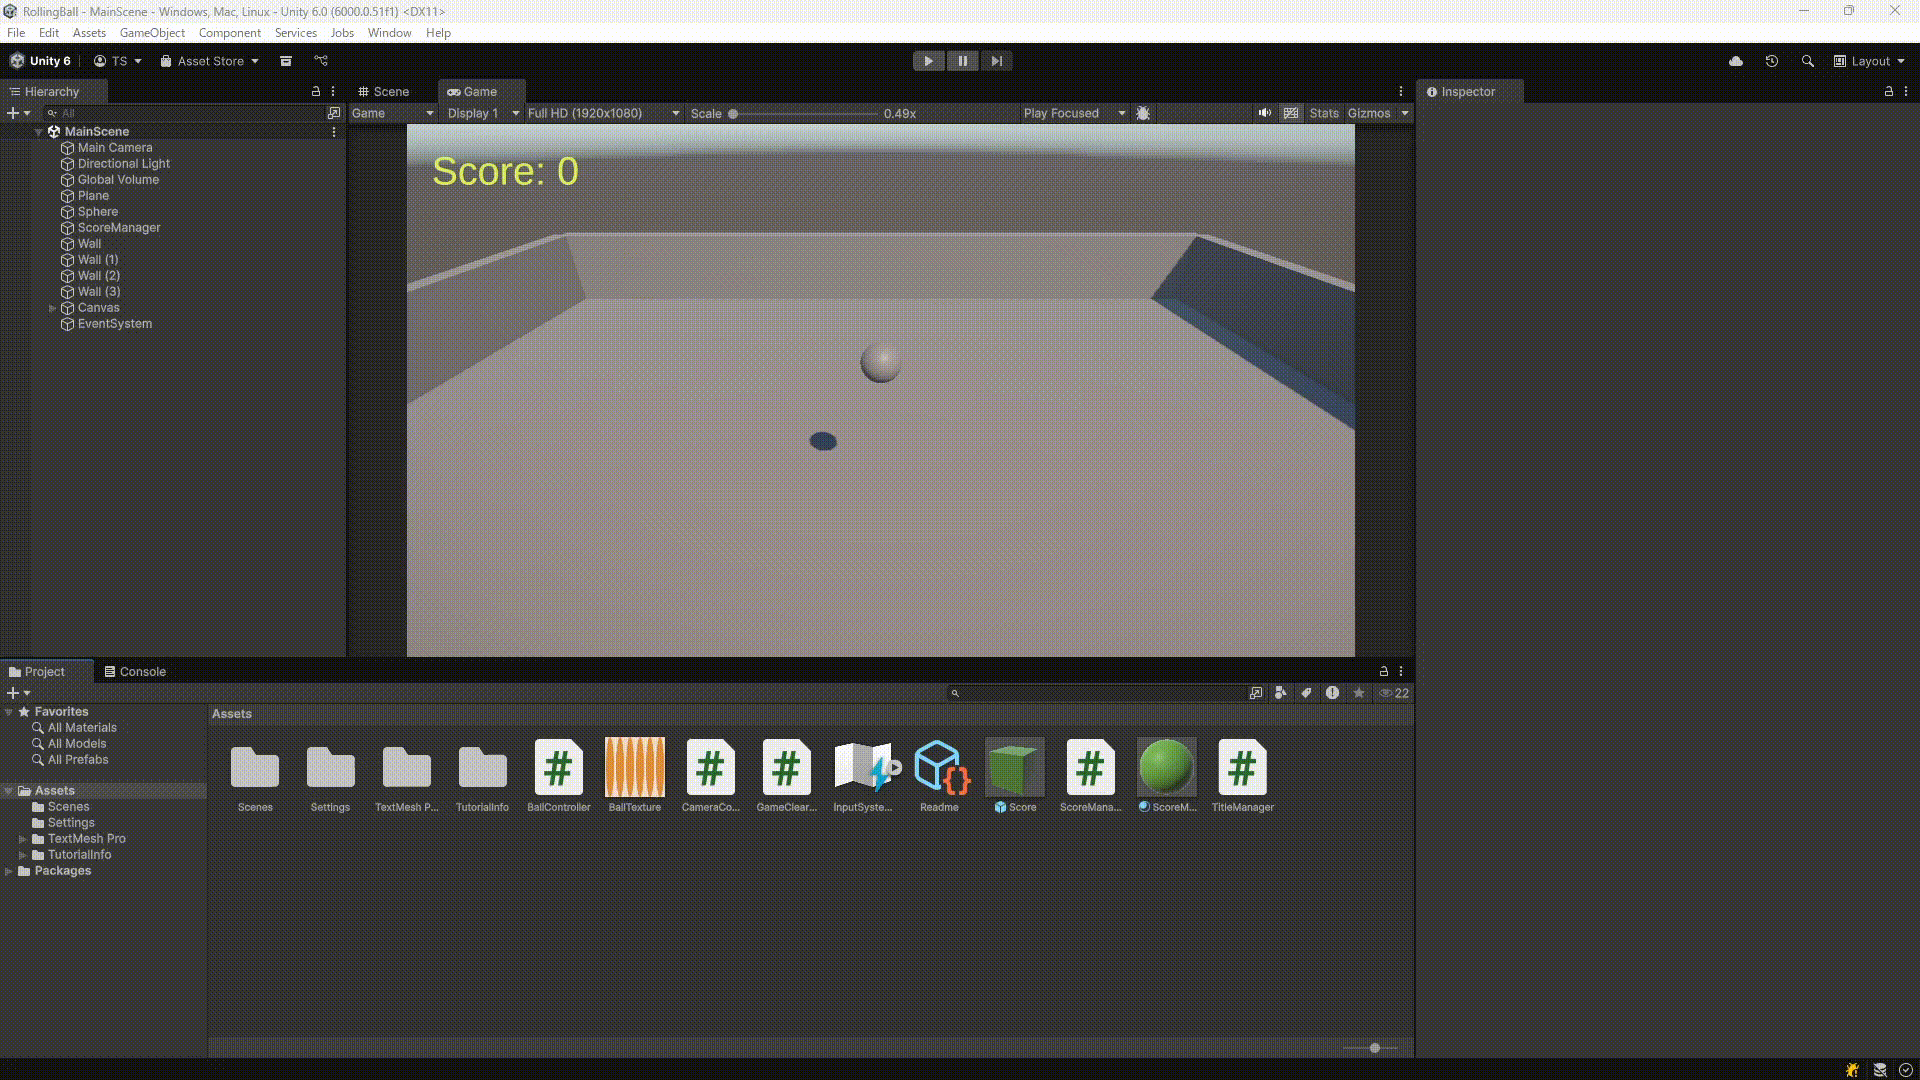 RollingBall - MainScene - Windows, Mac, Linux - Unity 6.0 (6000.0.51f1) <DX11>
File Edit Assets GameObject Component Services Jobs Window Help
Unity 6 TS Asset Store Layout
Hierarchy
All
MainScene
Main Camera
Directional Light
Global Volume
Plane
Sphere
ScoreManager
Wall
Wall (1)
Wall (2)
Wall (3)
Canvas
EventSystem
Scene Game
Game Display 1 Full HD (1920x1080) Scale 0.49x Play Focused Stats Gizmos
Score: 0
Inspector
Project Console
22
Favorites
All Materials
All Models
All Prefabs
Assets
Scenes
Settings
TextMesh Pro
TutorialInfo
Packages
Assets
Scenes Settings TextMesh P... TutorialInfo BallController BallTexture CameraCo... GameClear... InputSyste... Readme Score ScoreMana... ScoreM... TitleManager